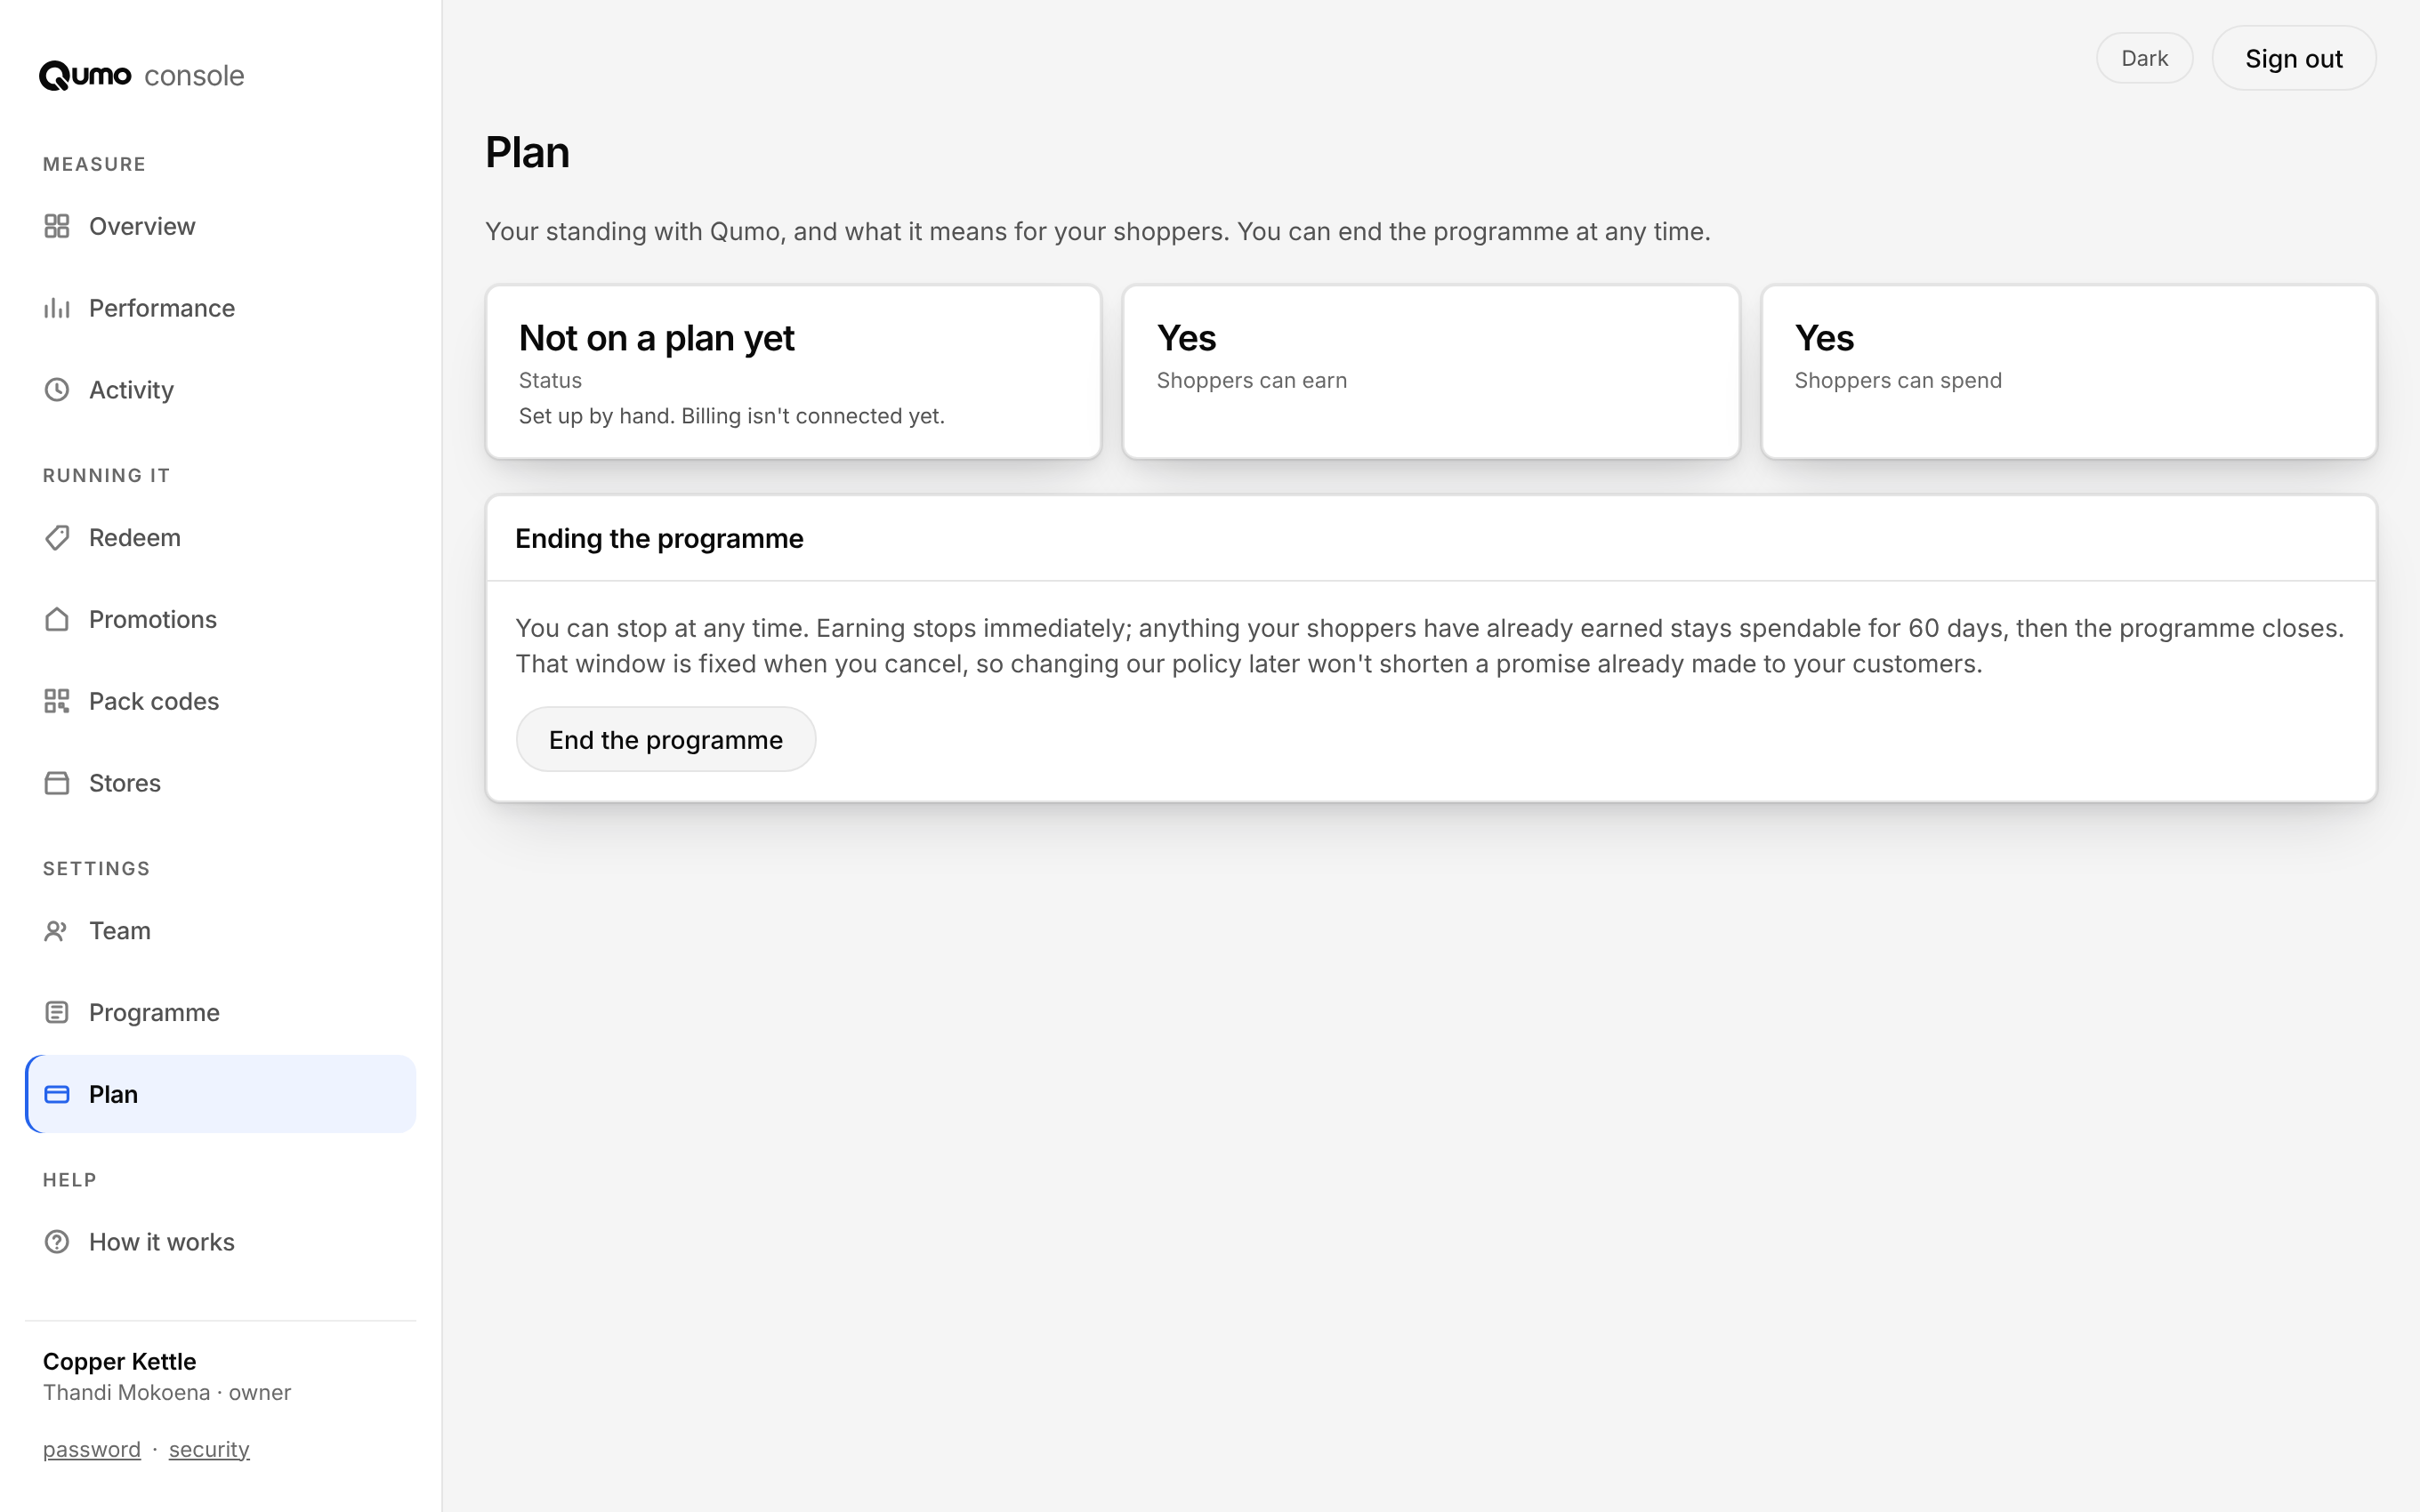 Qumo console
MEASURE
Overview
Performance
Activity
RUNNING IT
Redeem
Promotions
Pack codes
Stores
SETTINGS
Team
Programme
Plan
HELP
How it works
Copper Kettle
Thandi Mokoena · owner
password · security
Dark
Sign out
Plan
Your standing with Qumo, and what it means for your shoppers. You can end the programme at any time.
Not on a plan yet
Status
Set up by hand. Billing isn't connected yet.
Yes
Shoppers can earn
Yes
Shoppers can spend
Ending the programme
You can stop at any time. Earning stops immediately; anything your shoppers have already earned stays spendable for 60 days, then the programme closes.
That window is fixed when you cancel, so changing our policy later won't shorten a promise already made to your customers.
End the programme